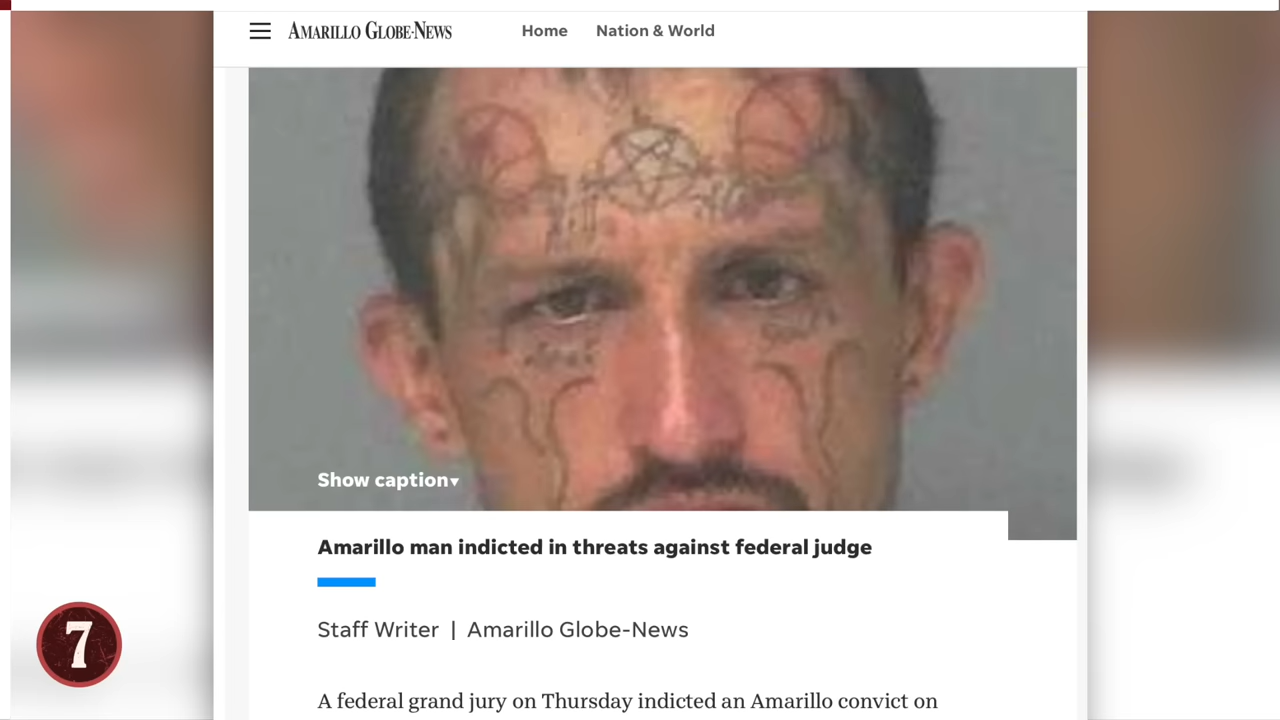 AMARILLO GLOBE-NEWS Home Nation & World
Show caption▾
Amarillo man indicted in threats against federal judge
Staff Writer | Amarillo Globe-News
A federal grand jury on Thursday indicted an Amarillo convict on
7